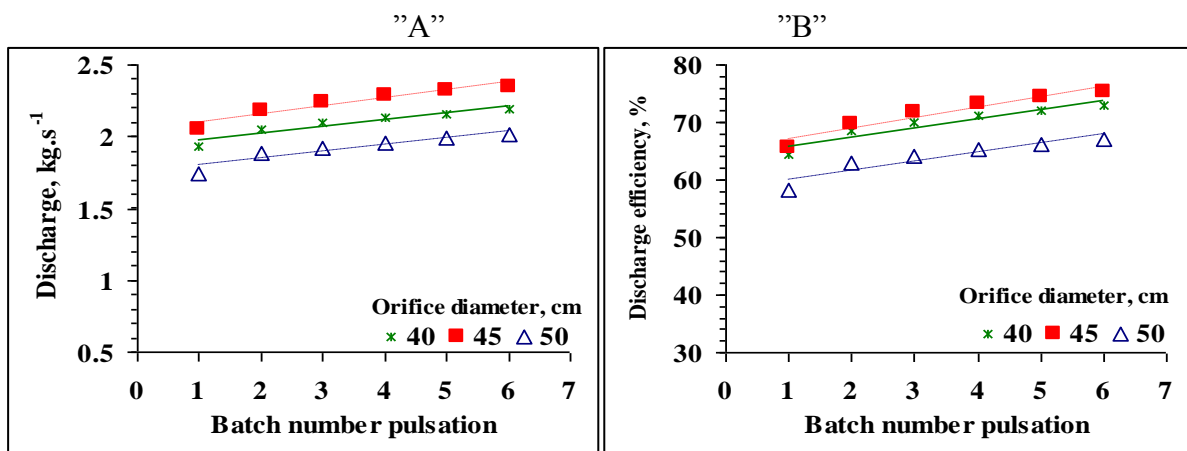 ”A”
”B”
Discharge, kg.s⁻¹
2.5
2
1.5
1
0.5
Orifice diameter, cm
40 45 50
0 1 2 3 4 5 6 7
Batch number pulsation
Discharge efficiency, %
80
70
60
50
40
30
Orifice diameter, cm
40 45 50
0 1 2 3 4 5 6 7
Batch number pulsation